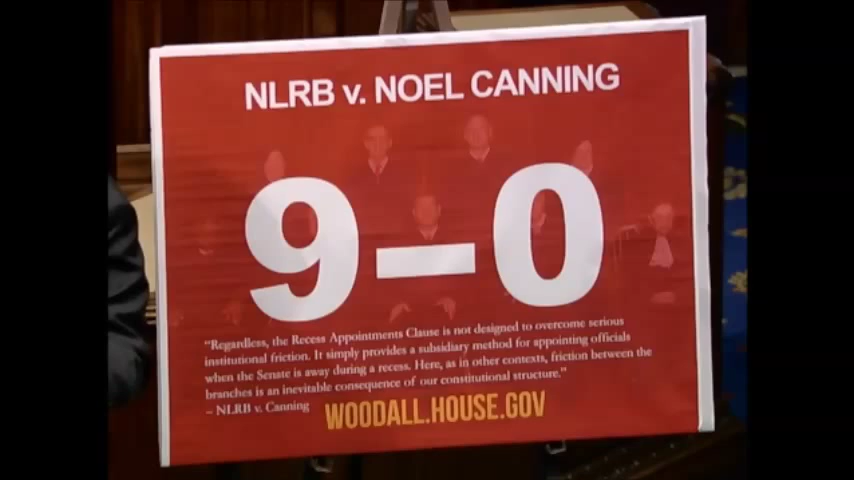 NLRB v. NOEL CANNING
9–0
"Regardless, the Recess Appointments Clause is not designed to overcome serious
institutional friction. It simply provides a subsidiary method for appointing officials
when the Senate is away during a recess. Here, as in other contexts, friction between the
branches is an inevitable consequence of our constitutional structure."
– NLRB v. Canning
WOODALL.HOUSE.GOV